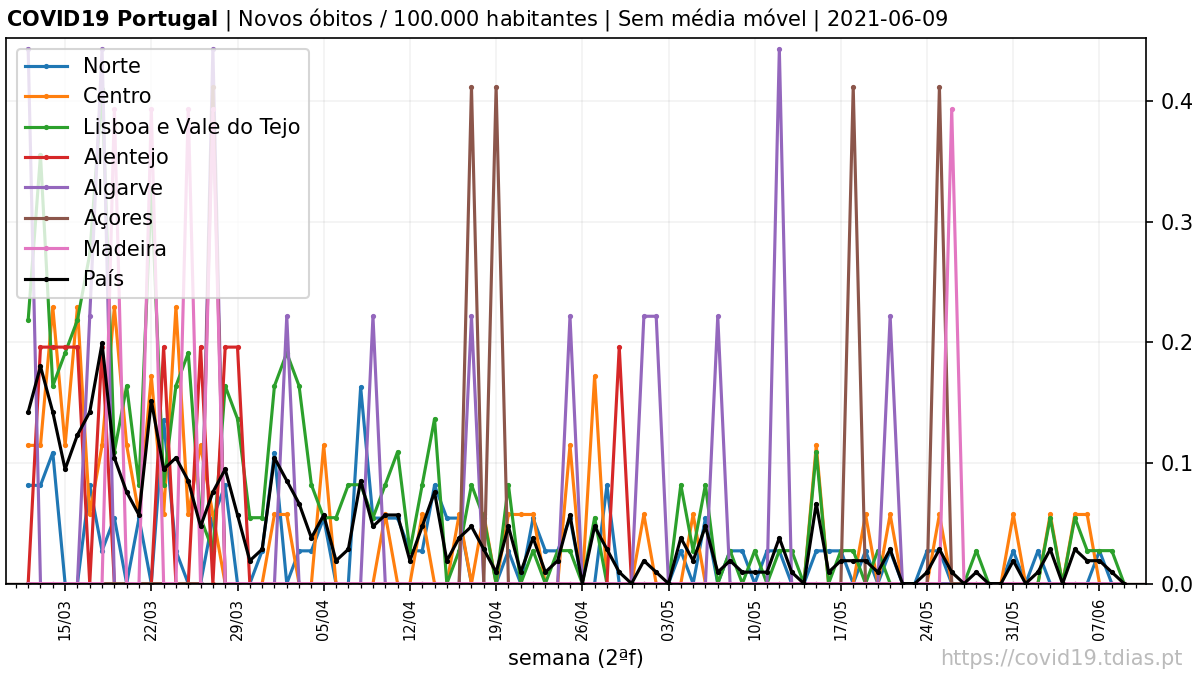 COVID19 Portugal | Novos óbitos / 100.000 habitantes | Sem média móvel | 2021-06-09
Norte
Centro
Lisboa e Vale do Tejo
Alentejo
Algarve
Açores
Madeira
País
0.4
0.3
0.2
0.1
0.0
15/03
22/03
29/03
05/04
12/04
19/04
26/04
03/05
10/05
17/05
24/05
31/05
07/06
semana (2ªf)
https://covid19.tdias.pt